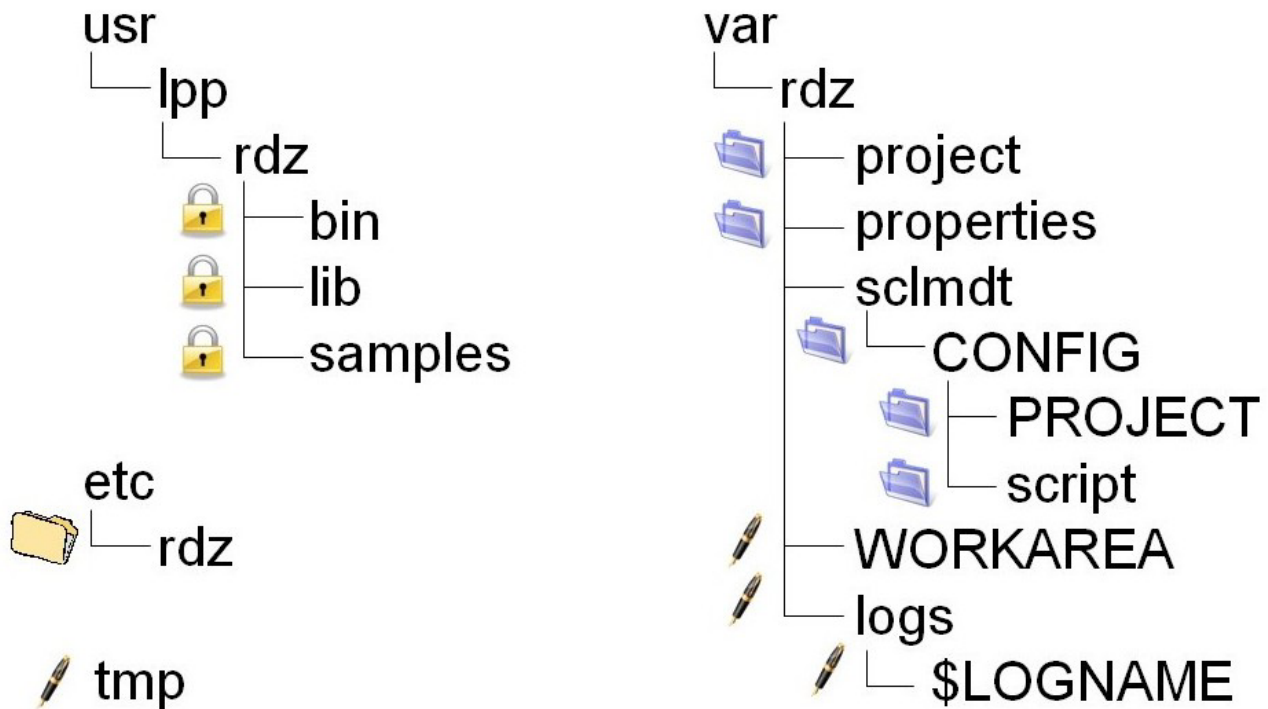 usr
lpp
rdz
bin
lib
samples
etc
rdz
tmp
var
rdz
project
properties
sclmdt
CONFIG
PROJECT
script
WORKAREA
logs
$LOGNAME